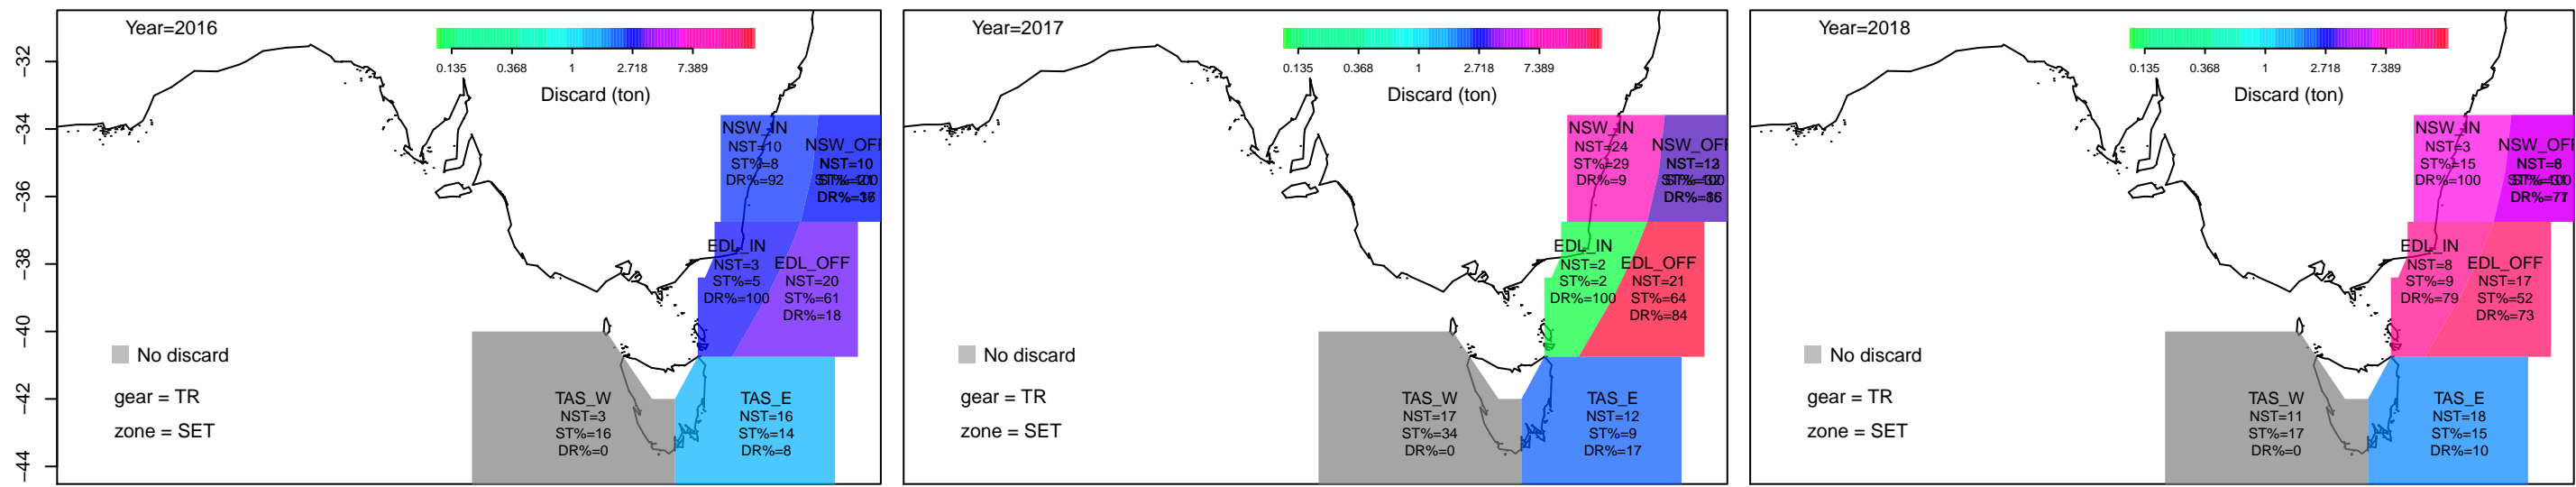 Year=2016
0.135 0.368 1 2.718 7.389
Discard (ton)
-32
-34
-36
-38
-40
-42
-44
NSW_IN
NST=10
ST%=8
DR%=92
NSW_OF
NST=10
EDL_IN
NST=3
ST%=5
DR%=100
EDL_OFF
NST=20
ST%=61
DR%=18
No discard
gear = TR
zone = SET
TAS_W
NST=3
ST%=16
DR%=0
TAS_E
NST=16
ST%=14
DR%=8
Year=2017
0.135 0.368 1 2.718 7.389
Discard (ton)
NSW_IN
NST=24
ST%=29
DR%=9
NSW_OF
EDL_IN
NST=2
ST%=2
DR%=100
EDL_OFF
NST=21
ST%=64
DR%=84
No discard
gear = TR
zone = SET
TAS_W
NST=17
ST%=34
DR%=0
TAS_E
NST=12
ST%=9
DR%=17
Year=2018
0.135 0.368 1 2.718 7.389
Discard (ton)
NSW_IN
NST=3
ST%=15
DR%=100
NSW_OF
EDL_IN
NST=8
ST%=9
DR%=79
EDL_OFF
NST=17
ST%=52
DR%=73
No discard
gear = TR
zone = SET
TAS_W
NST=11
ST%=17
DR%=0
TAS_E
NST=18
ST%=15
DR%=10